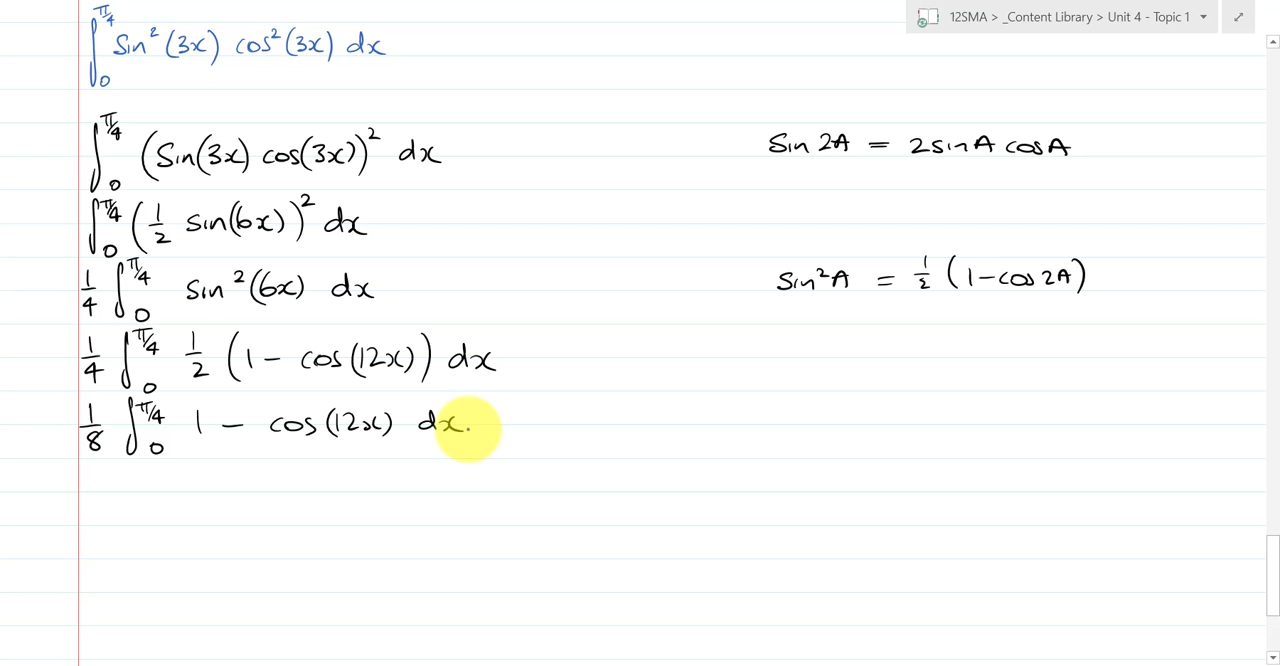 12SMA > _Content Library > Unit 4 - Topic 1
∫₀^{π/4} sin²(3x) cos²(3x) dx
∫₀^{π/4} (sin(3x) cos(3x))² dx
sin 2A = 2 sin A cos A
∫₀^{π/4} (1/2 sin(6x))² dx
1/4 ∫₀^{π/4} sin²(6x) dx
sin²A = 1/2 (1 - cos 2A)
1/4 ∫₀^{π/4} 1/2 (1 - cos(12x)) dx
1/8 ∫₀^{π/4} 1 - cos(12x) dx.